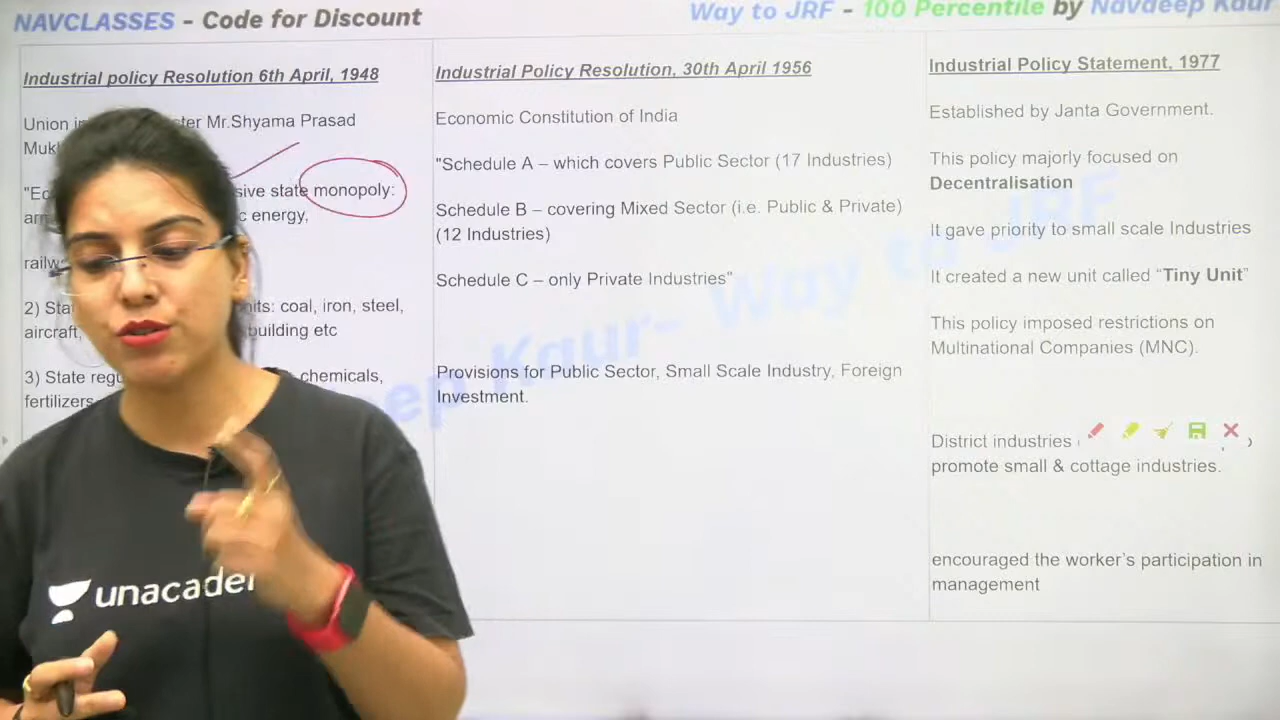 NAVCLASSES - Code for Discount
Way to JRF - 100 Percentile by Navdeep Kaur
Industrial policy Resolution 6th April, 1948
Union Mr.Shyama Prasad
state monopoly:
energy,
2) coal, iron, steel,
aircraft, building etc
3) State chemicals,
fertilizers
Industrial Policy Resolution, 30th April 1956
Economic Constitution of India
"Schedule A – which covers Public Sector (17 Industries)
Schedule B – covering Mixed Sector (i.e. Public & Private)
(12 Industries)
Schedule C – only Private Industries"
Provisions for Public Sector, Small Scale Industry, Foreign
Investment.
Industrial Policy Statement, 1977
Established by Janta Government.
This policy majorly focused on
Decentralisation
It gave priority to small scale Industries
It created a new unit called “Tiny Unit”
This policy imposed restrictions on
Multinational Companies (MNC).
District industries
promote small & cottage industries.
encouraged the worker’s participation in
management
ep Kaur- Way to JRF
unacade